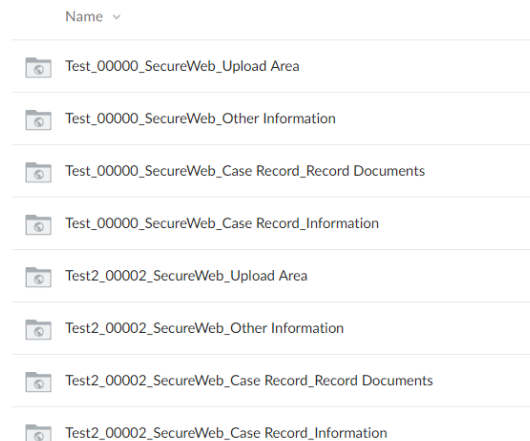 Name
Test_00000_SecureWeb_Upload Area
Test_00000_SecureWeb_Other Information
Test_00000_SecureWeb_Case Record_Record Documents
Test_00000_SecureWeb_Case Record_Information
Test2_00002_SecureWeb_Upload Area
Test2_00002_SecureWeb_Other Information
Test2_00002_SecureWeb_Case Record_Record Documents
Test2_00002_SecureWeb_Case Record_Information